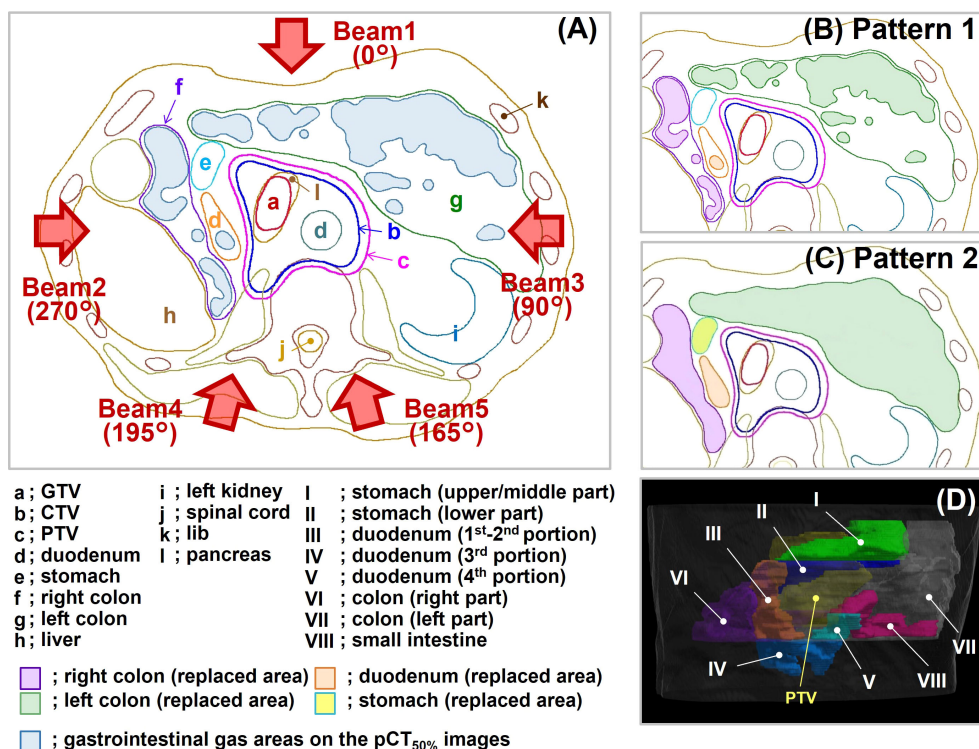 (A)
Beam1
(0°)
f
k
e
l
a
g
d
d
b
c
Beam2
(270°)
Beam3
(90°)
h
i
j
Beam4
(195°)
Beam5
(165°)
(B) Pattern 1
(C) Pattern 2
(D)
I
II
III
VI
IV
V
VII
VIII
PTV
a ; GTV
b ; CTV
c ; PTV
d ; duodenum
e ; stomach
f ; right colon
g ; left colon
h ; liver
i ; left kidney
j ; spinal cord
k ; lib
l ; pancreas
I ; stomach (upper/middle part)
II ; stomach (lower part)
III ; duodenum (1st-2nd portion)
IV ; duodenum (3rd portion)
V ; duodenum (4th portion)
VI ; colon (right part)
VII ; colon (left part)
VIII ; small intestine
; right colon (replaced area)
; left colon (replaced area)
; duodenum (replaced area)
; stomach (replaced area)
; gastrointestinal gas areas on the pCT50% images